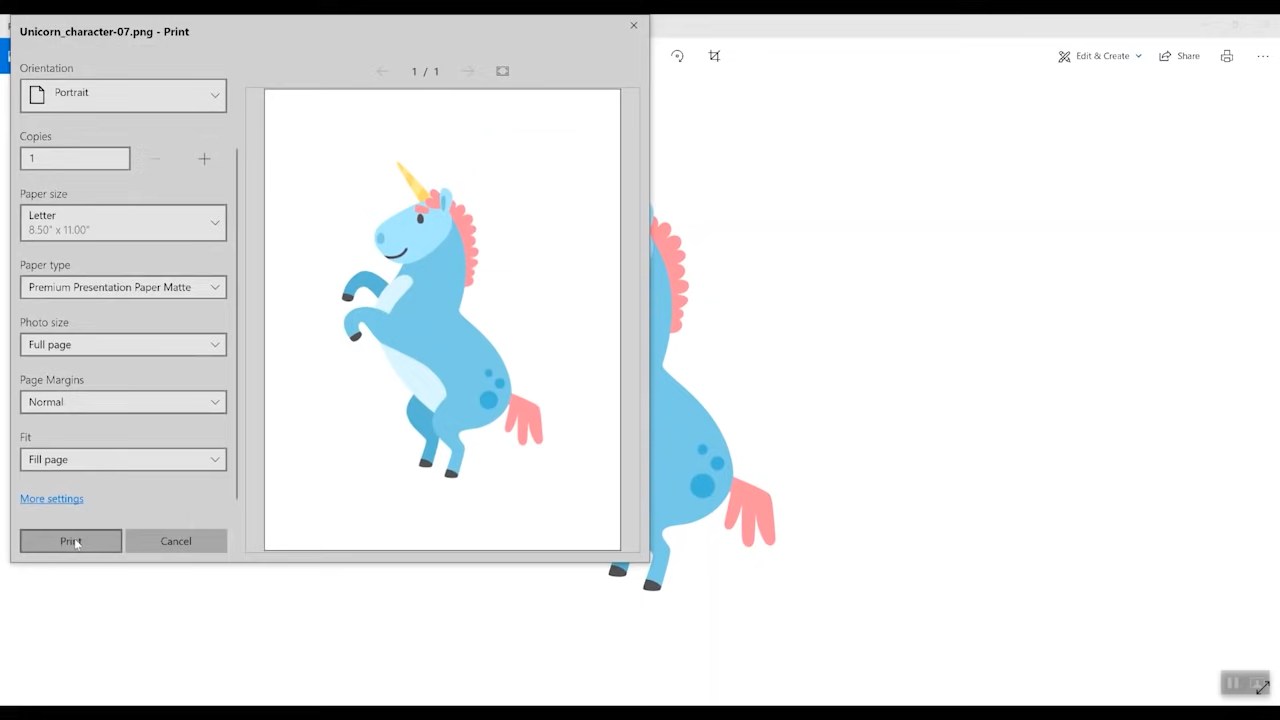 Unicorn_character-07.png - Print
Edit & Create
Share
Orientation
Portrait
1 / 1
Copies
1
Paper size
Letter
8.50" x 11.00"
Paper type
Premium Presentation Paper Matte
Photo size
Full page
Page Margins
Normal
Fit
Fill page
More settings
Print
Cancel